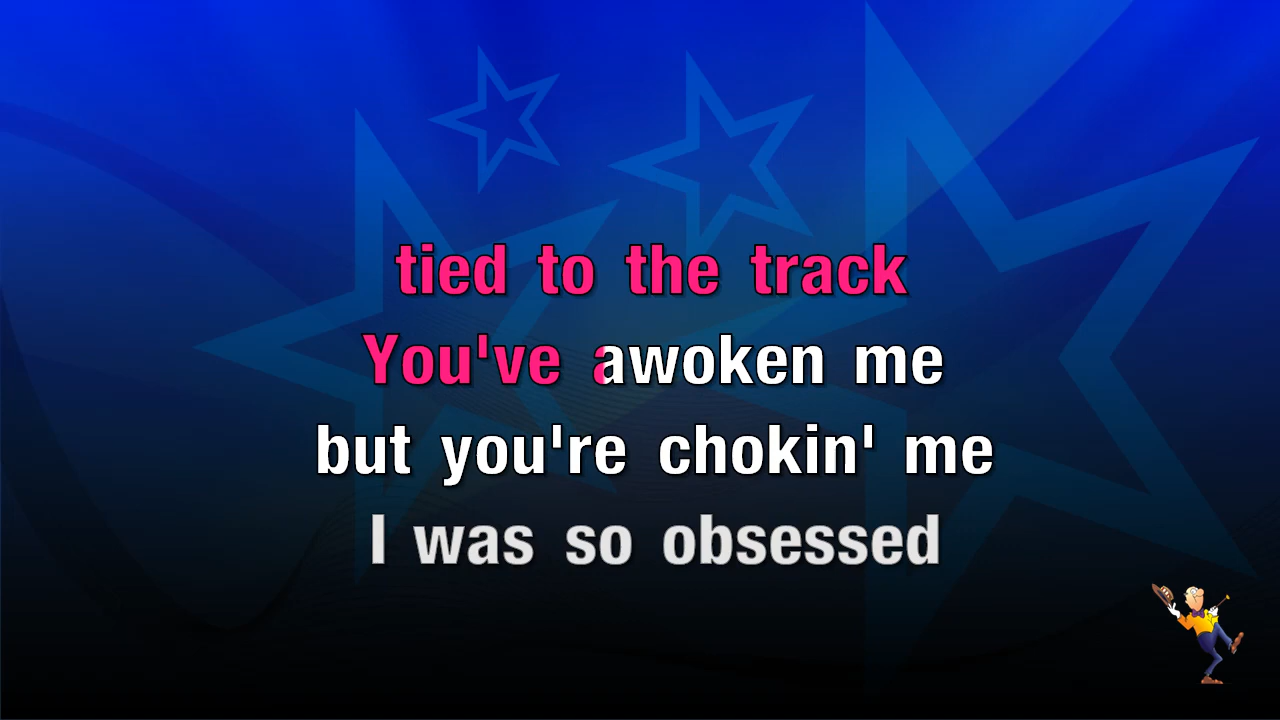 tied to the track
You've awoken me
but you're chokin' me
I was so obsessed